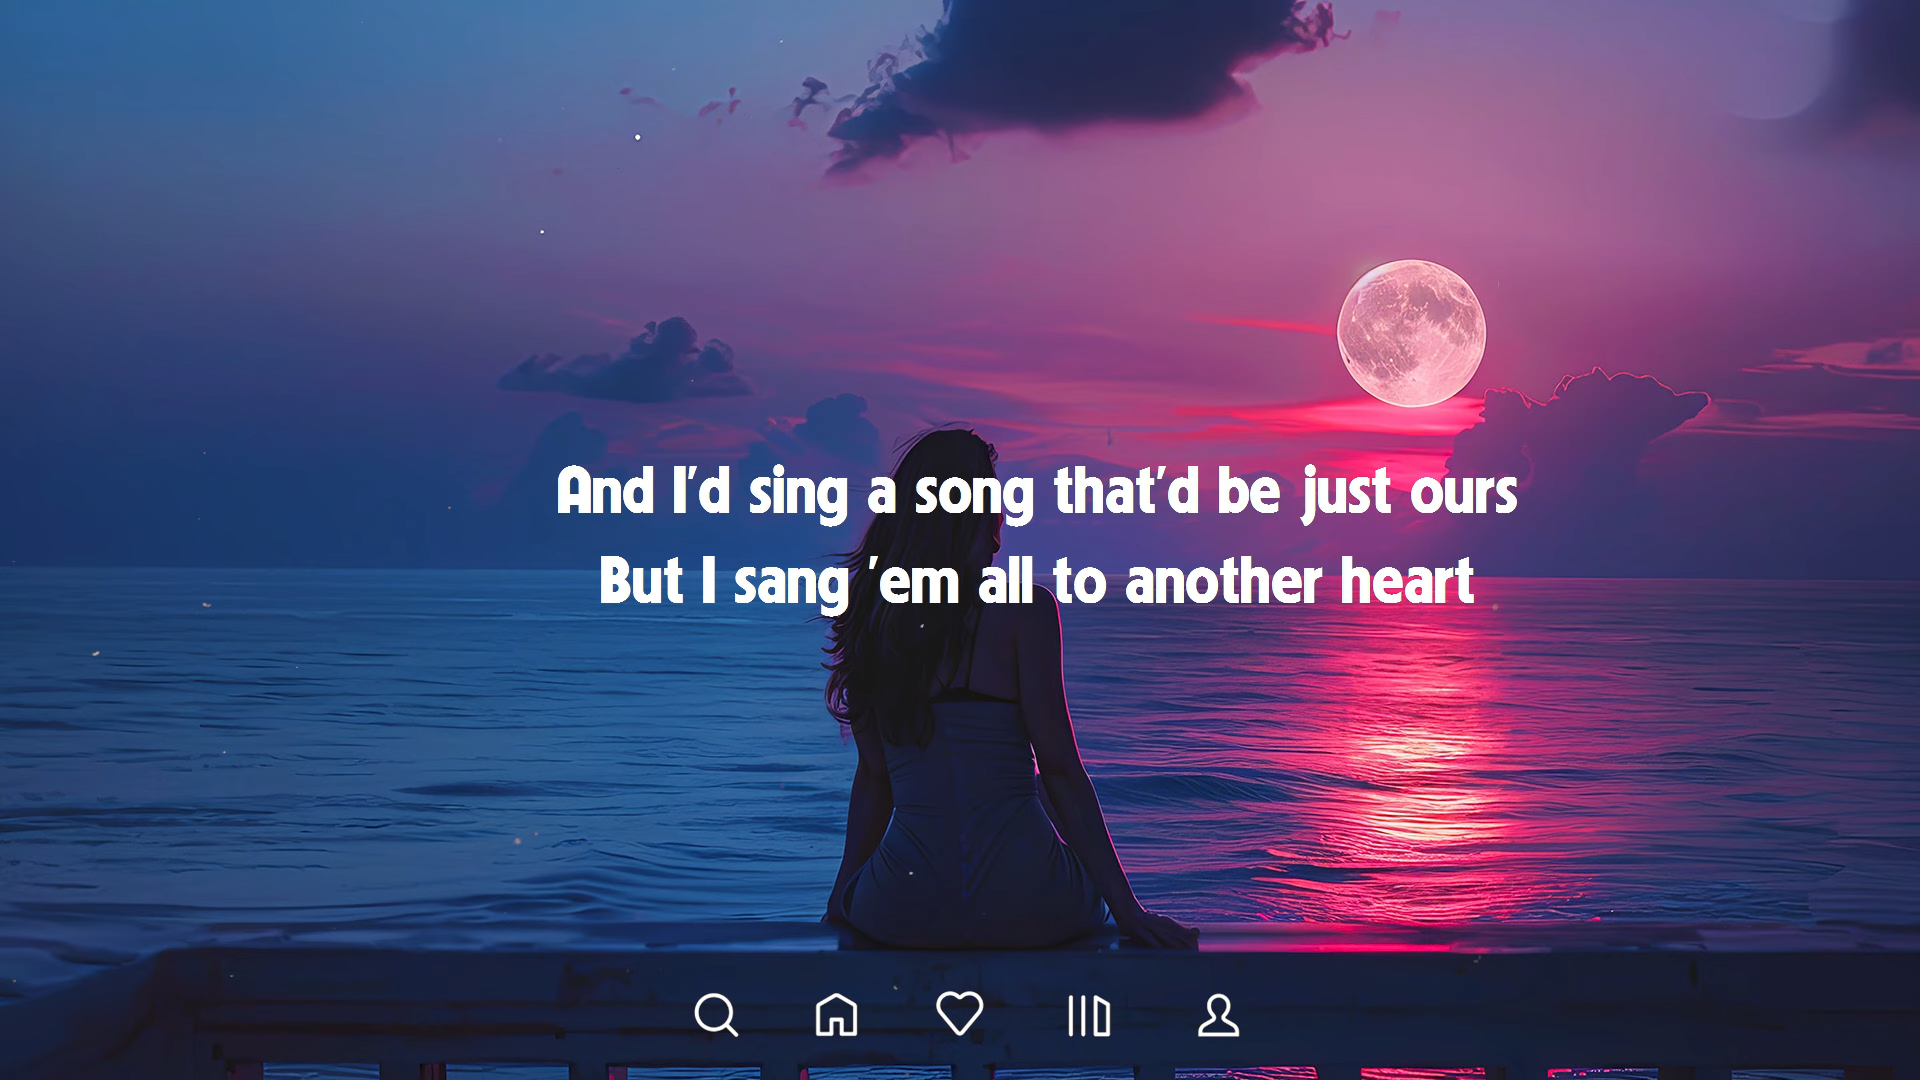 And I'd sing a song that'd be just ours
But I sang 'em all to another heart